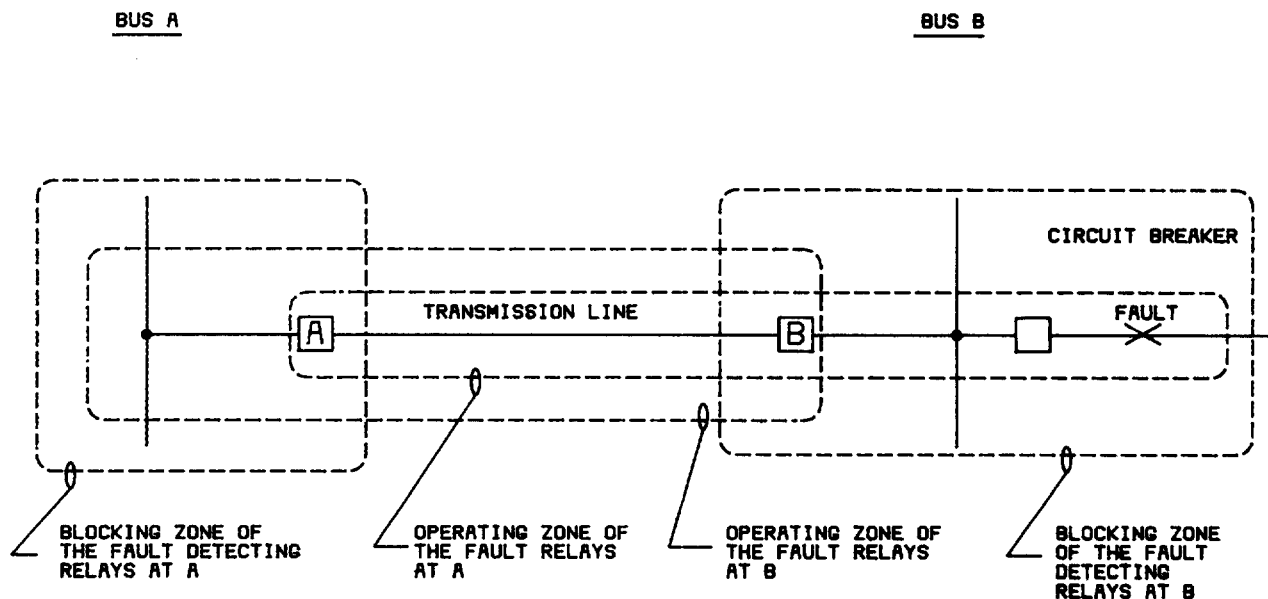 BUS A
BUS B
CIRCUIT BREAKER
TRANSMISSION LINE
FAULT
A
B
BLOCKING ZONE OF
THE FAULT DETECTING
RELAYS AT A
OPERATING ZONE OF
THE FAULT RELAYS
AT A
OPERATING ZONE OF
THE FAULT RELAYS
AT B
BLOCKING ZONE
OF THE FAULT
DETECTING
RELAYS AT B